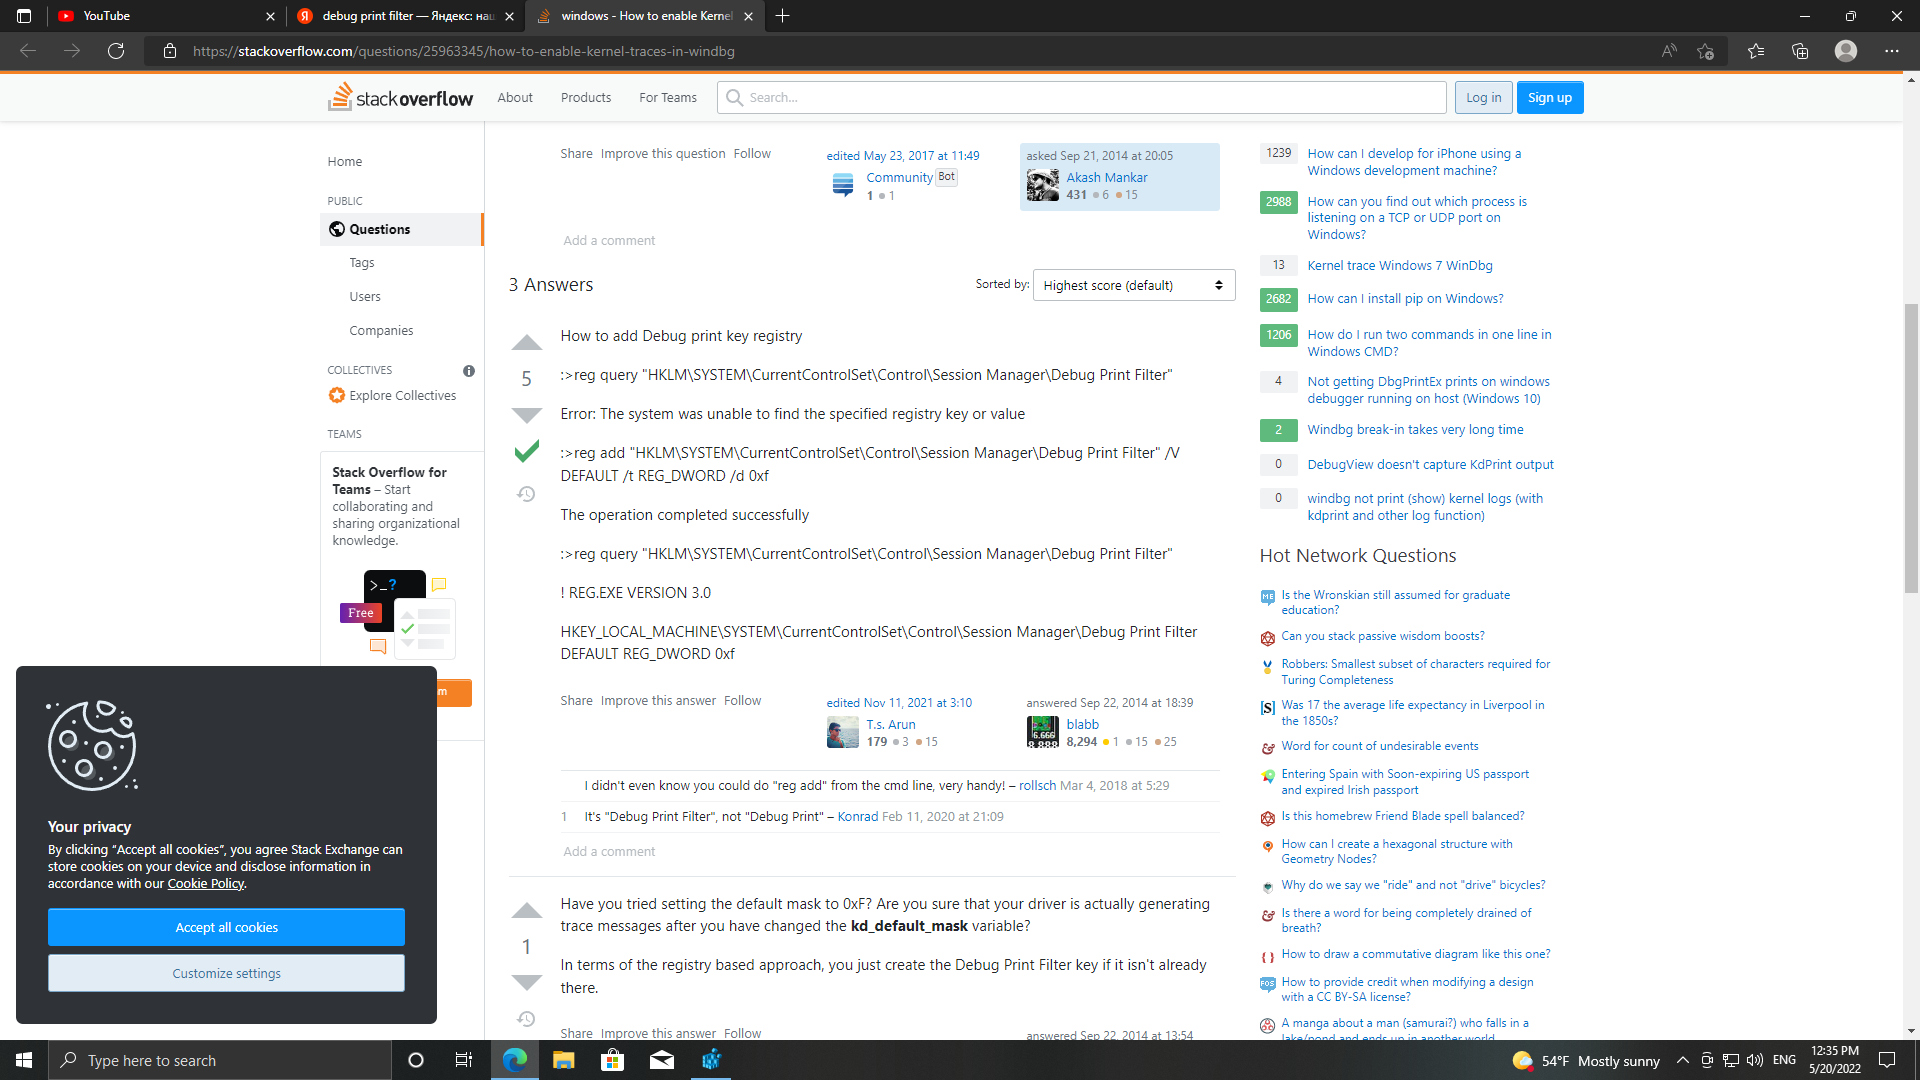 YouTube
debug print filter — Яндекс: наш
windows - How to enable Kernel
https://stackoverflow.com/questions/25963345/how-to-enable-kernel-traces-in-windbg
stackoverflow
About
Products
For Teams
Search...
Log in
Sign up
Home
PUBLIC
Questions
Tags
Users
Companies
COLLECTIVES
Explore Collectives
TEAMS
Stack Overflow for
Teams – Start
collaborating and
sharing organizational
knowledge.
>_?
Free
Share Improve this question Follow
edited May 23, 2017 at 11:49
Community Bot
1 1
asked Sep 21, 2014 at 20:05
Akash Mankar
431 6 15
Add a comment
3 Answers
Sorted by:
Highest score (default)
5
How to add Debug print key registry
:>reg query "HKLM\SYSTEM\CurrentControlSet\Control\Session Manager\Debug Print Filter"
Error: The system was unable to find the specified registry key or value
:>reg add "HKLM\SYSTEM\CurrentControlSet\Control\Session Manager\Debug Print Filter" /V
DEFAULT /t REG_DWORD /d 0xf
The operation completed successfully
:>reg query "HKLM\SYSTEM\CurrentControlSet\Control\Session Manager\Debug Print Filter"
! REG.EXE VERSION 3.0
HKEY_LOCAL_MACHINE\SYSTEM\CurrentControlSet\Control\Session Manager\Debug Print Filter
DEFAULT REG_DWORD 0xf
Share Improve this answer Follow
edited Nov 11, 2021 at 3:10
T.s. Arun
179 3 15
answered Sep 22, 2014 at 18:39
blabb
8,294 1 15 25
I didn't even know you could do "reg add" from the cmd line, very handy! – rollsch Mar 4, 2018 at 5:29
1 It's "Debug Print Filter", not "Debug Print" – Konrad Feb 11, 2020 at 21:09
Add a comment
1
Have you tried setting the default mask to 0xF? Are you sure that your driver is actually generating
trace messages after you have changed the kd_default_mask variable?
In terms of the registry based approach, you just create the Debug Print Filter key if it isn't already
there.
Share Improve this answer Follow
answered Sep 22, 2014 at 13:54
1239 How can I develop for iPhone using a
Windows development machine?
2988 How can you find out which process is
listening on a TCP or UDP port on
Windows?
13 Kernel trace Windows 7 WinDbg
2682 How can I install pip on Windows?
1206 How do I run two commands in one line in
Windows CMD?
4 Not getting DbgPrintEx prints on windows
debugger running on host (Windows 10)
2 Windbg break-in takes very long time
0 DebugView doesn't capture KdPrint output
0 windbg not print (show) kernel logs (with
kdprint and other log function)
Hot Network Questions
Is the Wronskian still assumed for graduate
education?
Can you stack passive wisdom boosts?
Robbers: Smallest subset of characters required for
Turing Completeness
Was 17 the average life expectancy in Liverpool in
the 1850s?
Word for count of undesirable events
Entering Spain with Soon-expiring US passport
and expired Irish passport
Is this homebrew Friend Blade spell balanced?
How can I create a hexagonal structure with
Geometry Nodes?
Why do we say we "ride" and not "drive" bicycles?
Is there a word for being completely drained of
breath?
How to draw a commutative diagram like this one?
How to provide credit when modifying a design
with a CC BY-SA license?
A manga about a man (samurai?) who falls in a
lake/pond and ends up in another world
Your privacy
By clicking “Accept all cookies”, you agree Stack Exchange can
store cookies on your device and disclose information in
accordance with our Cookie Policy.
Accept all cookies
Customize settings
Type here to search
54°F Mostly sunny
ENG
12:35 PM
5/20/2022